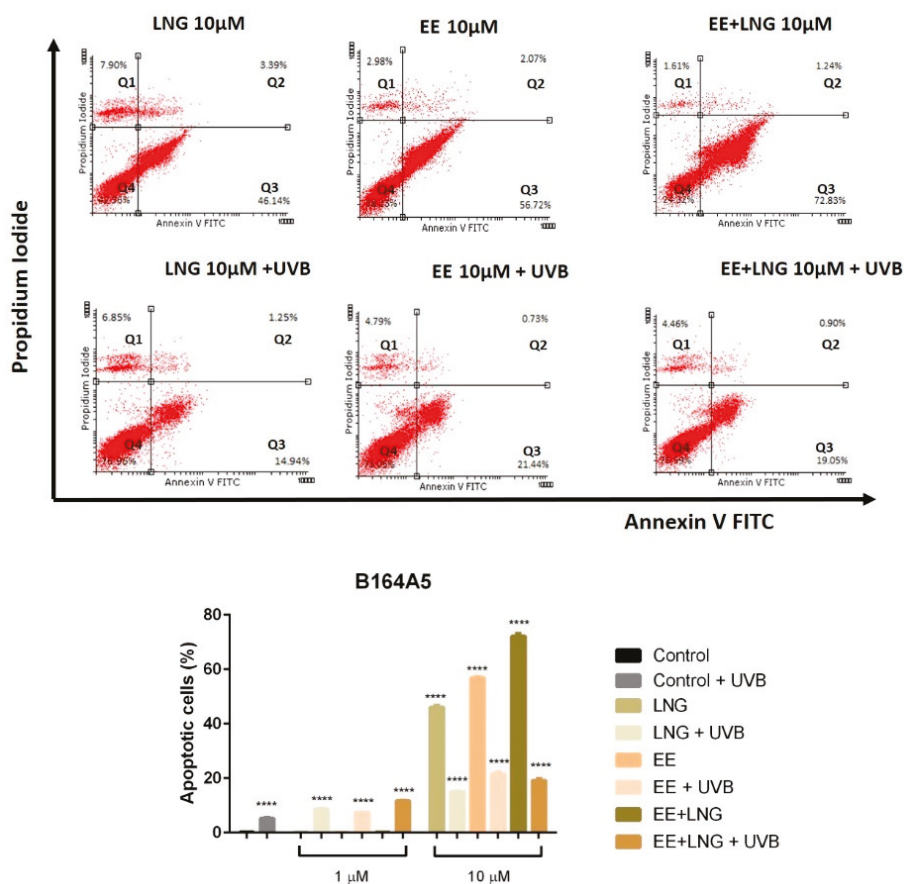 LNG 10µM
EE 10µM
EE+LNG 10 µM
7.90%
3.39%
Q1
Q2
Q4
Q3
46.14%
Propidium Iodide
Annexin V FITC
2.98%
2.07%
Q1
Q2
Q4
Q3
56.72%
Propidium Iodide
Annexin V FITC
1.61%
1.24%
Q1
Q2
Q4
Q3
72.83%
Propidium Iodide
Annexin V FITC
LNG 10µM +UVB
EE 10µM + UVB
EE+LNG 10µM + UVB
6.85%
1.25%
Q1
Q2
Q4
Q3
14.94%
Propidium Iodide
Annexin V FITC
4.79%
0.73%
Q1
Q2
Q4
Q3
21.44%
Propidium Iodide
Annexin V FITC
4.46%
0.90%
Q1
Q2
Q4
Q3
19.05%
Propidium Iodide
Annexin V FITC
Propidium Iodide
Annexin V FITC
B164A5
Apoptotic cells (%)
80
60
40
20
0
**** **** **** **** **** **** **** **** **** ****
1 µM
10 µM
Control
Control + UVB
LNG
LNG + UVB
EE
EE + UVB
EE+LNG
EE+LNG + UVB